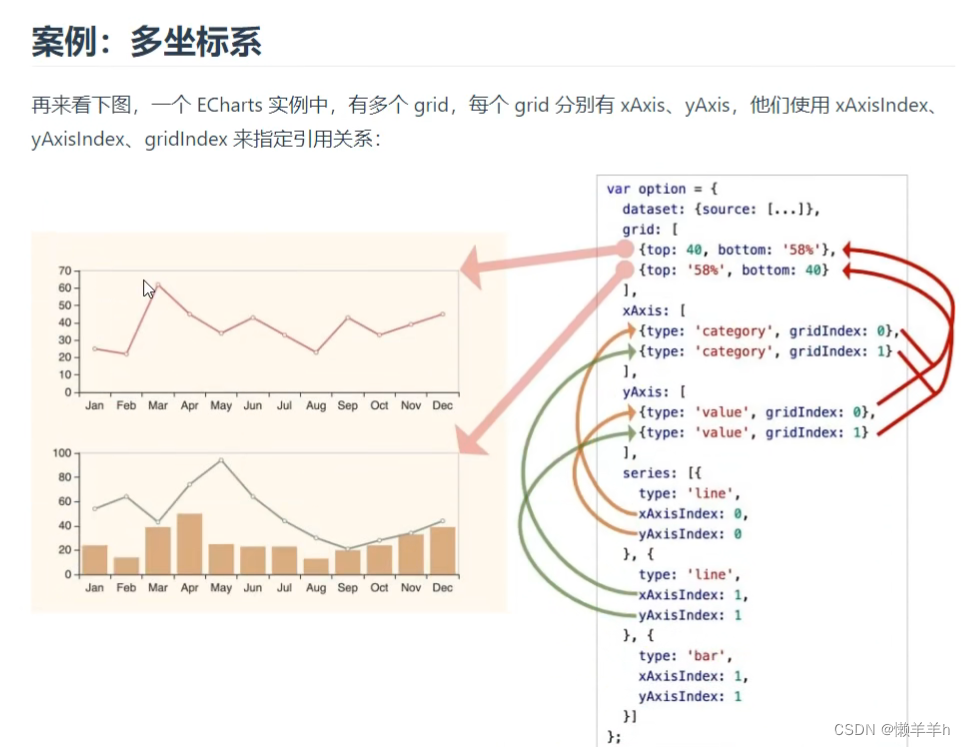 案例：多坐标系
再来看下图，一个 ECharts 实例中，有多个 grid，每个 grid 分别有 xAxis、yAxis，他们使用 xAxisIndex、
yAxisIndex、gridIndex 来指定引用关系：
70
60
50
40
30
20
10
0
Jan Feb Mar Apr May Jun Jul Aug Sep Oct Nov Dec
100
80
60
40
20
0
Jan Feb Mar Apr May Jun Jul Aug Sep Oct Nov Dec
var option = {
dataset: {source: [...]},
grid: [
{top: 40, bottom: '58%'},
{top: '58%', bottom: 40}
],
xAxis: [
{type: 'category', gridIndex: 0},
{type: 'category', gridIndex: 1}
],
yAxis: [
{type: 'value', gridIndex: 0},
{type: 'value', gridIndex: 1}
],
series: [{
type: 'line',
xAxisIndex: 0,
yAxisIndex: 0
}, {
type: 'line',
xAxisIndex: 1,
yAxisIndex: 1
}, {
type: 'bar',
xAxisIndex: 1,
yAxisIndex: 1
}]
};
CSDN @懒羊羊h